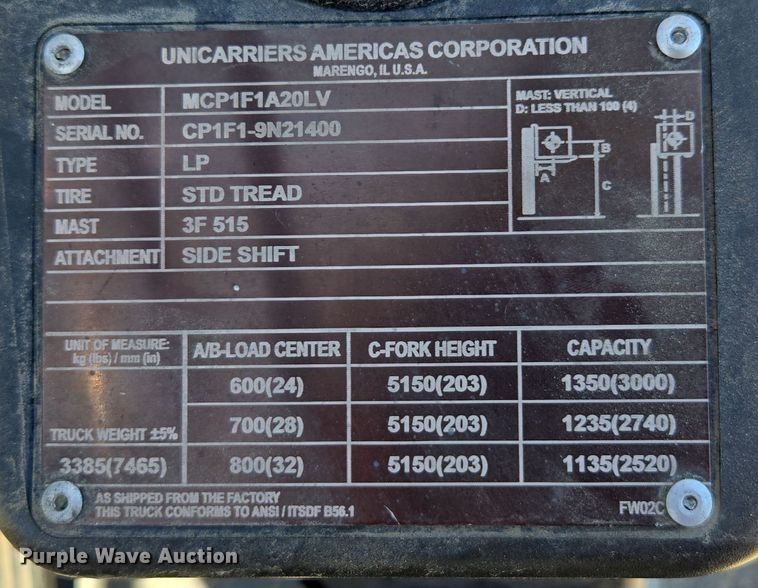 UNICARRIERS AMERICAS CORPORATION
MARENGO, IL U.S.A.
MODEL MCP1F1A20LV
SERIAL NO. CP1F1-9N21400
TYPE LP
TIRE STD TREAD
MAST 3F 515
ATTACHMENT SIDE SHIFT
MAST: VERTICAL
D: LESS THAN 100 (4)
D
B
A
C
UNIT OF MEASURE:
kg (lbs) / mm (in)
A/B-LOAD CENTER C-FORK HEIGHT CAPACITY
600(24) 5150(203) 1350(3000)
TRUCK WEIGHT ±5% 700(28) 5150(203) 1235(2740)
3385(7465) 800(32) 5150(203) 1135(2520)
AS SHIPPED FROM THE FACTORY
THIS TRUCK CONFORMS TO ANSI / ITSDF B56.1
FW02C
Purple Wave Auction